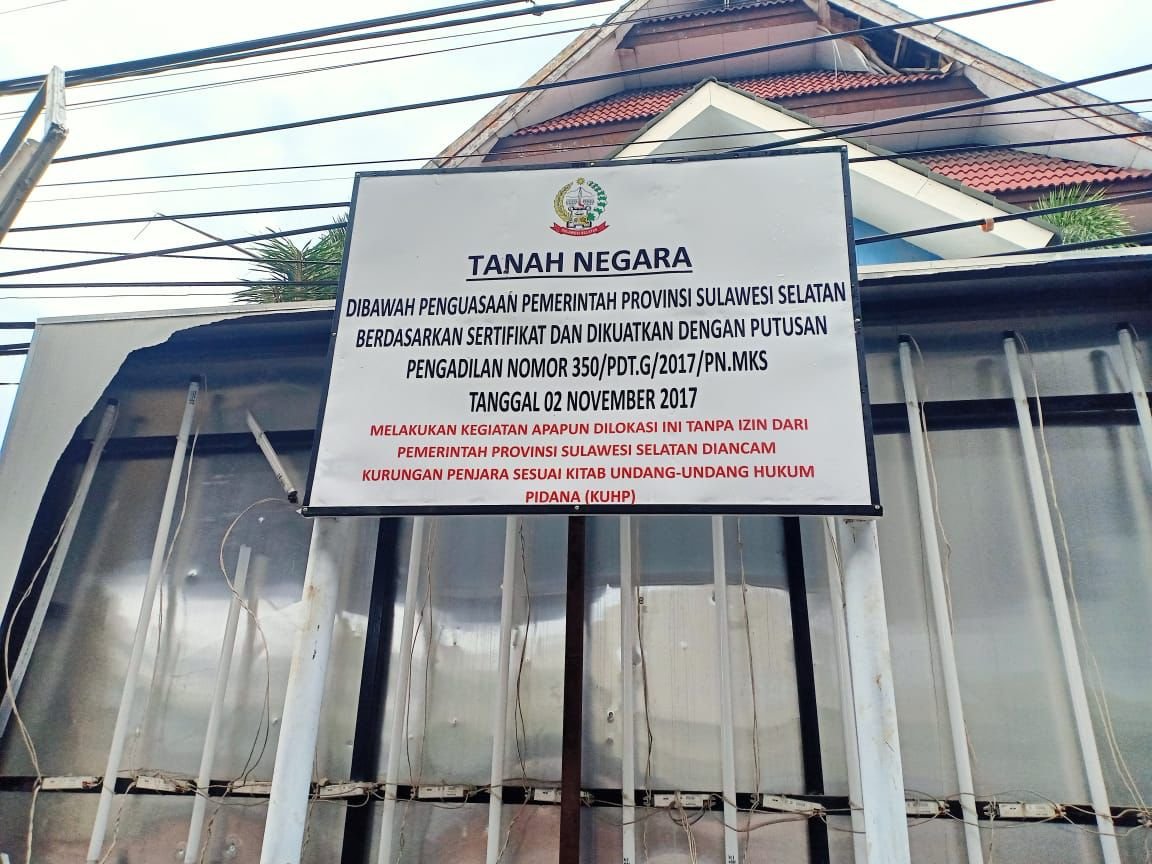 SULAWESI SELATAN
TANAH NEGARA
DIBAWAH PENGUASAAN PEMERINTAH PROVINSI SULAWESI SELATAN
BERDASARKAN SERTIFIKAT DAN DIKUATKAN DENGAN PUTUSAN
PENGADILAN NOMOR 350/PDT.G/2017/PN.MKS
TANGGAL 02 NOVEMBER 2017
MELAKUKAN KEGIATAN APAPUN DILOKASI INI TANPA IZIN DARI
PEMERINTAH PROVINSI SULAWESI SELATAN DIANCAM
KURUNGAN PENJARA SESUAI KITAB UNDANG-UNDANG HUKUM
PIDANA (KUHP)